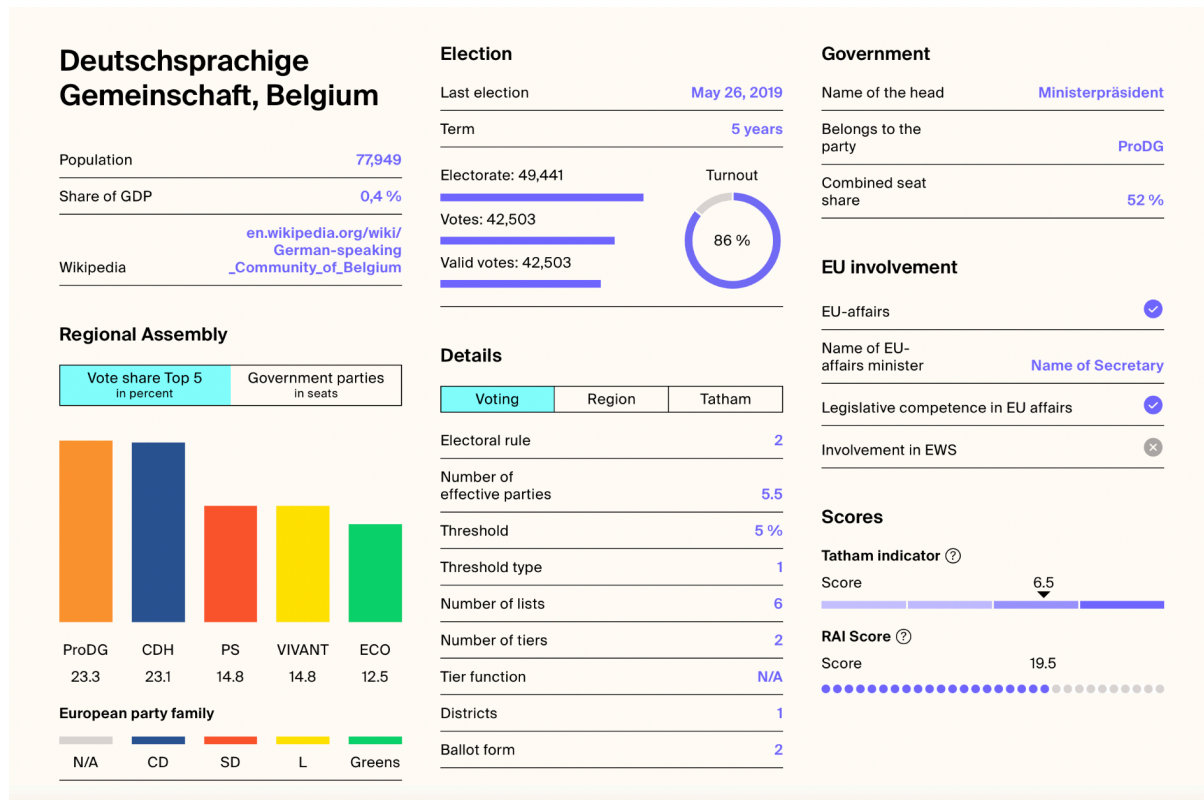 Deutschsprachige
Gemeinschaft, Belgium
Population 77,949
Share of GDP 0,4 %
en.wikipedia.org/wiki/
German-speaking
Wikipedia _Community_of_Belgium
Regional Assembly
Vote share Top 5 Government parties
in percent in seats
ProDG CDH PS VIVANT ECO
23.3 23.1 14.8 14.8 12.5
European party family
N/A CD SD L Greens
Election
Last election May 26, 2019
Term 5 years
Electorate: 49,441
Votes: 42,503
Valid votes: 42,503
Turnout
86 %
Details
Voting Region Tatham
Electoral rule 2
Number of
effective parties 5.5
Threshold 5 %
Threshold type 1
Number of lists 6
Number of tiers 2
Tier function N/A
Districts 1
Ballot form 2
Government
Name of the head Ministerpräsident
Belongs to the
party ProDG
Combined seat
share 52 %
EU involvement
EU-affairs
Name of EU-
affairs minister Name of Secretary
Legislative competence in EU affairs
Involvement in EWS
Scores
Tatham indicator ?
Score 6.5
RAI Score ?
Score 19.5